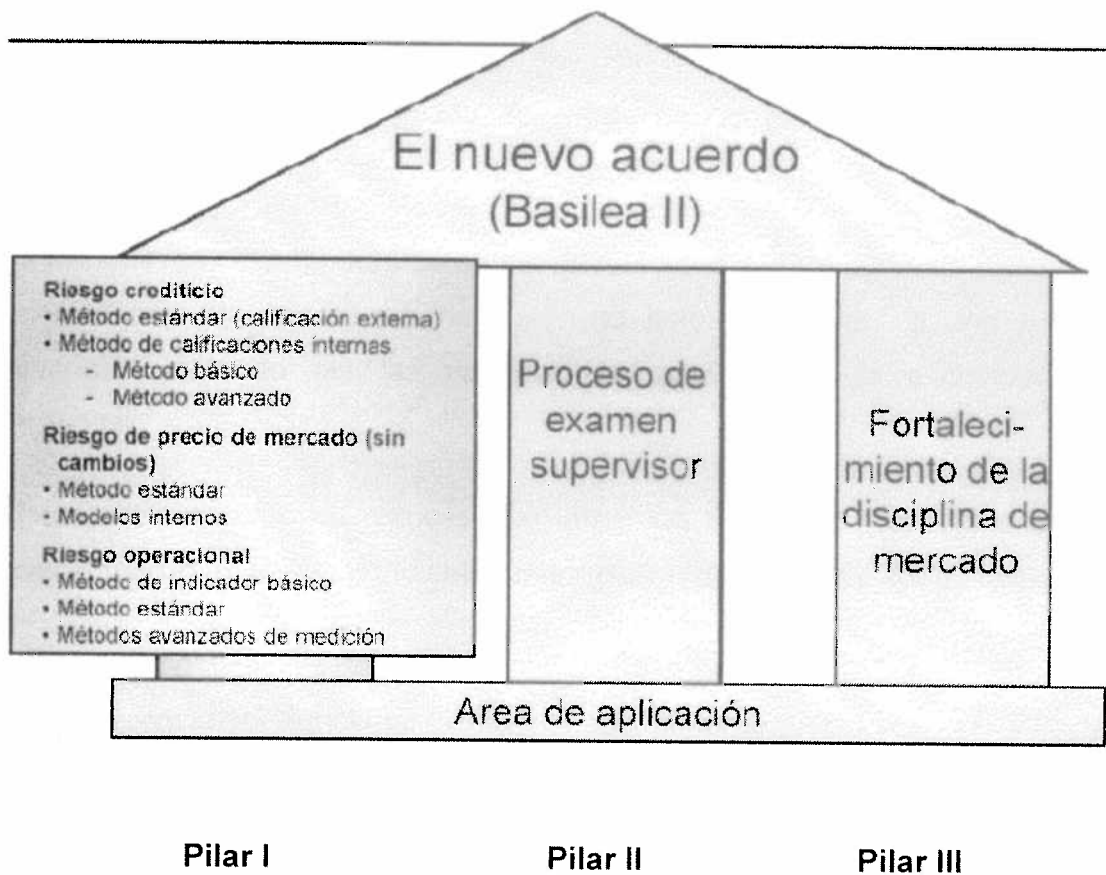 El nuevo acuerdo
(Basilea II)
Riesgo crediticio
• Método estándar (calificación externa)
• Método de calificaciones internas
- Método básico
- Método avanzado
Riesgo de precio de mercado (sin
cambios)
• Método estándar
• Modelos internos
Riesgo operacional
• Método de indicador básico
• Método estándar
• Métodos avanzados de medición
Proceso de
examen
supervisor
Fortaleci-
miento de la
disciplina de
mercado
Area de aplicación
Pilar I
Pilar II
Pilar III